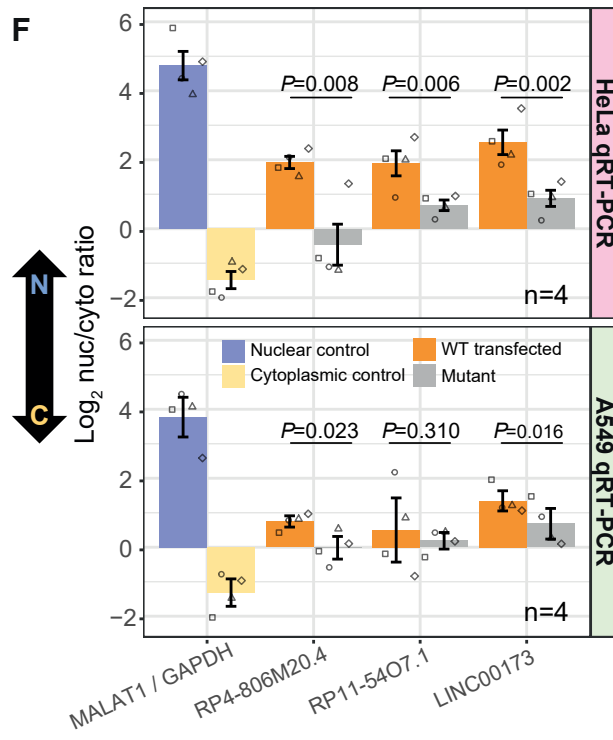 F
6
4
2
0
−2
P=0.008
P=0.006
P=0.002
n=4
HeLa qRT-PCR
N
C
Log2 nuc/cyto ratio
6
4
2
0
−2
Nuclear control
WT transfected
Cytoplasmic control
Mutant
P=0.023
P=0.310
P=0.016
n=4
A549 qRT-PCR
MALAT1 / GAPDH
RP4-806M20.4
RP11-54O7.1
LINC00173